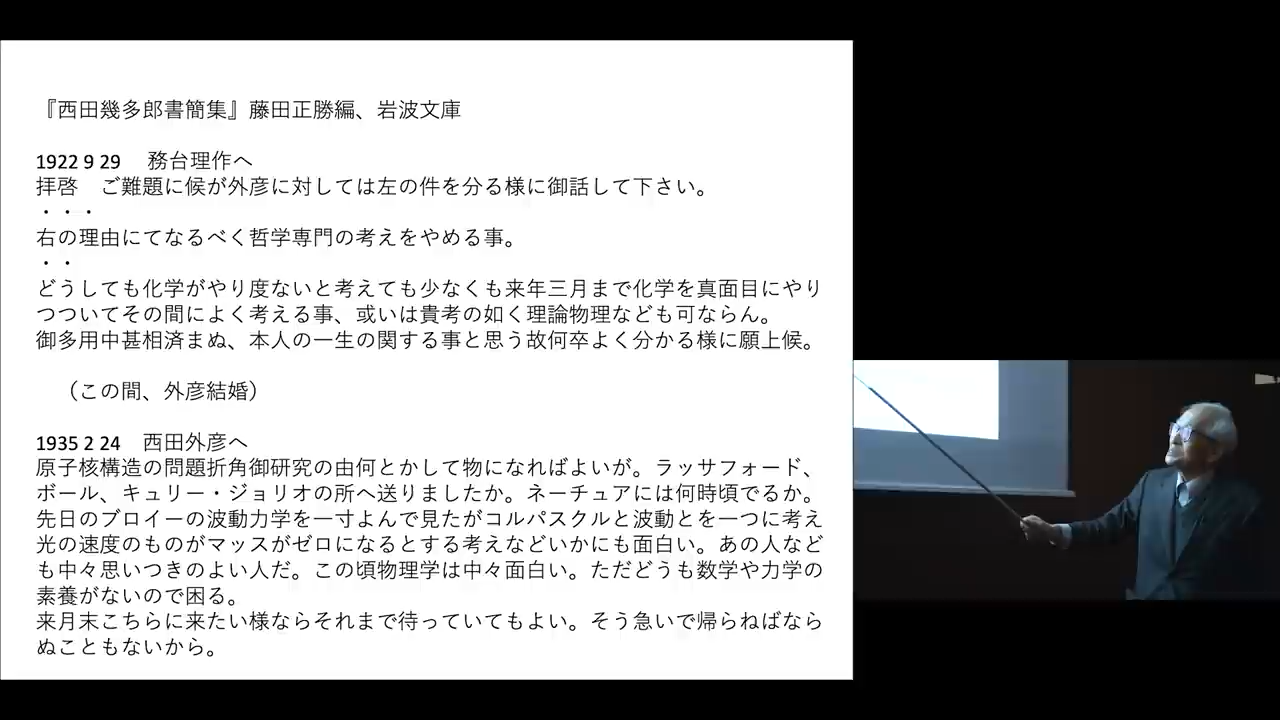 『西田幾多郎書簡集』藤田正勝編、岩波文庫
1922 9 29　務台理作へ
拝啓　ご難題に候が外彦に対しては左の件を分る様に御話して下さい。
・・・
右の理由にてなるべく哲学専門の考えをやめる事。
・・
どうしても化学がやり度ないと考えても少なくも来年三月まで化学を真面目にやり
つついてその間によく考える事、或いは貴考の如く理論物理なども可ならん。
御多用中甚相済まぬ、本人の一生の関する事と思う故何卒よく分かる様に願上候。
（この間、外彦結婚）
1935 2 24　西田外彦へ
原子核構造の問題折角御研究の由何とかして物になればよいが。ラッサフォード、
ボール、キュリー・ジョリオの所へ送りましたか。ネーチュアには何時頃でるか。
先日のブロイーの波動力学を一寸よんで見たがコルパスクルと波動とを一つに考え
光の速度のものがマッスがゼロになるとする考えなどいかにも面白い。あの人など
も中々思いつきのよい人だ。この頃物理学は中々面白い。ただどうも数学や力学の
素養がないので困る。
来月末こちらに来たい様ならそれまで待っていてもよい。そう急いで帰らねばなら
ぬこともないから。